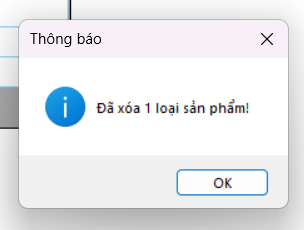 Thông báo
Đã xóa 1 loại sản phẩm!
OK